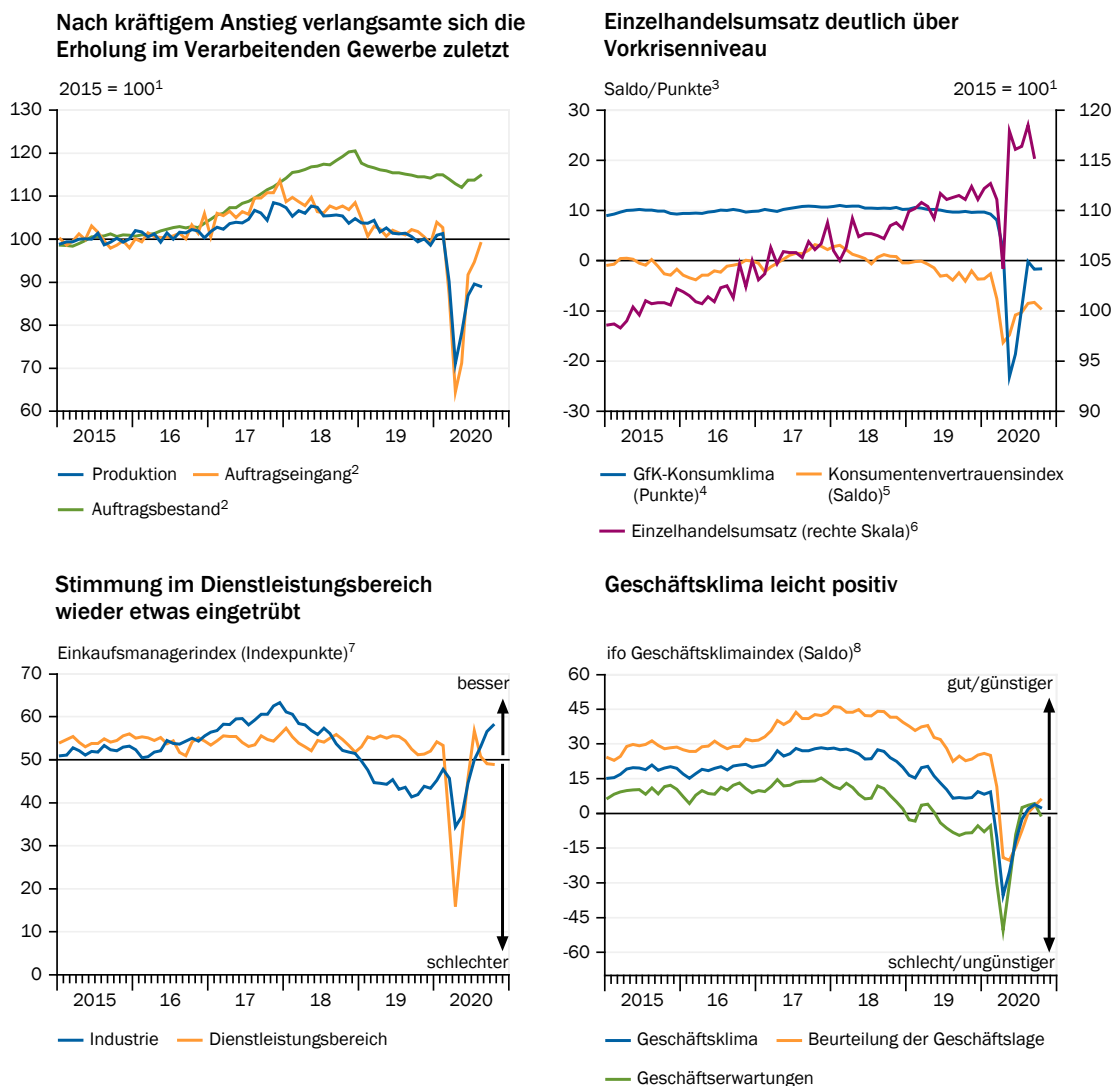 Nach kräftigem Anstieg verlangsamte sich die
Erholung im Verarbeitenden Gewerbe zuletzt
2015 = 100¹
130
120
110
100
90
80
70
60
2015 16 17 18 19 2020
Produktion Auftragseingang²
Auftragsbestand²
Einzelhandelsumsatz deutlich über
Vorkrisenniveau
Saldo/Punkte³ 2015 = 100¹
30 120
20 115
10 110
0 105
-10 100
-20 95
-30 90
2015 16 17 18 19 2020
GfK-Konsumklima
(Punkte)⁴
Konsumentenvertrauensindex
(Saldo)⁵
Einzelhandelsumsatz (rechte Skala)⁶
Stimmung im Dienstleistungsbereich
wieder etwas eingetrübt
Einkaufsmanagerindex (Indexpunkte)⁷
70
besser
60
50
40
30
20
10
schlechter
0
2015 16 17 18 19 2020
Industrie Dienstleistungsbereich
Geschäftsklima leicht positiv
ifo Geschäftsklimaindex (Saldo)⁸
60
gut/günstiger
45
30
15
0
-15
-30
-45
-60
schlecht/ungünstiger
2015 16 17 18 19 2020
Geschäftsklima Beurteilung der Geschäftslage
Geschäftserwartungen